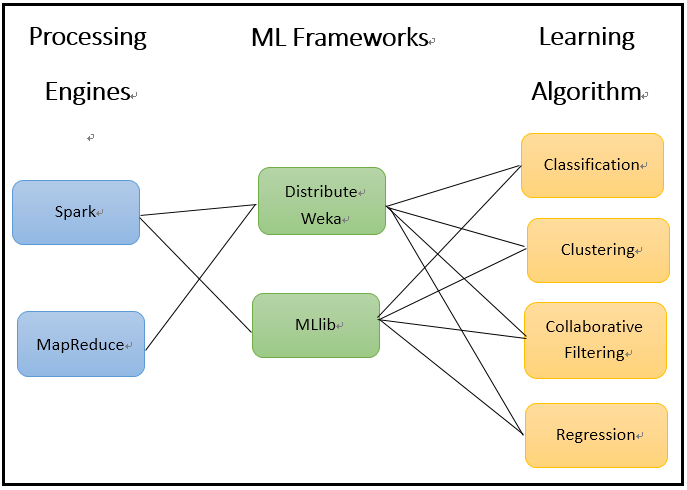 Processing
Engines
ML Frameworks
Learning
Algorithm
Spark
MapReduce
Distribute
Weka
MLlib
Classification
Clustering
Collaborative
Filtering
Regression